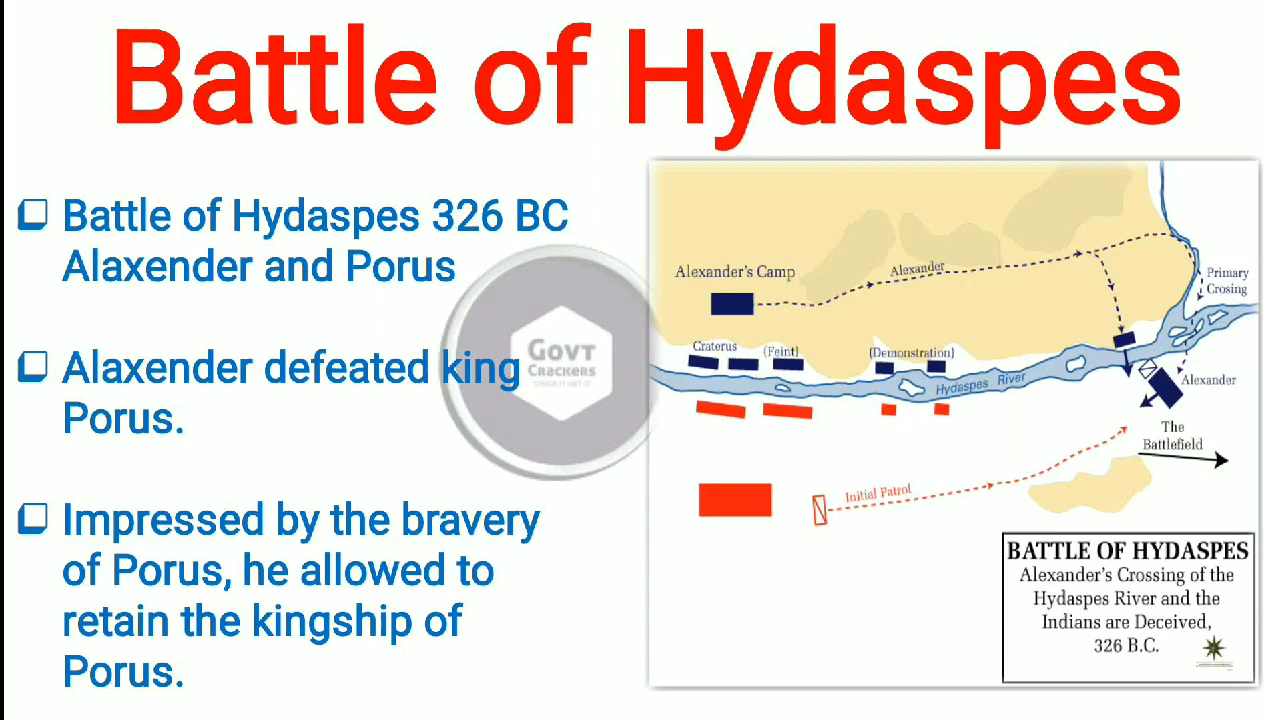 Battle of Hydaspes
Battle of Hydaspes 326 BC
Alaxender and Porus
Alaxender defeated king
Porus.
Impressed by the bravery
of Porus, he allowed to
retain the kingship of
Porus.
GOVT
CRACKERS
Alexander's Camp
Alexander
Primary
Crosing
Craterus
(Feint)
(Demonstration)
Hydaspes River
Alexander
The
Battlefield
Initial Patrol
BATTLE OF HYDASPES
Alexander's Crossing of the
Hydaspes River and the
Indians are Deceived,
326 B.C.